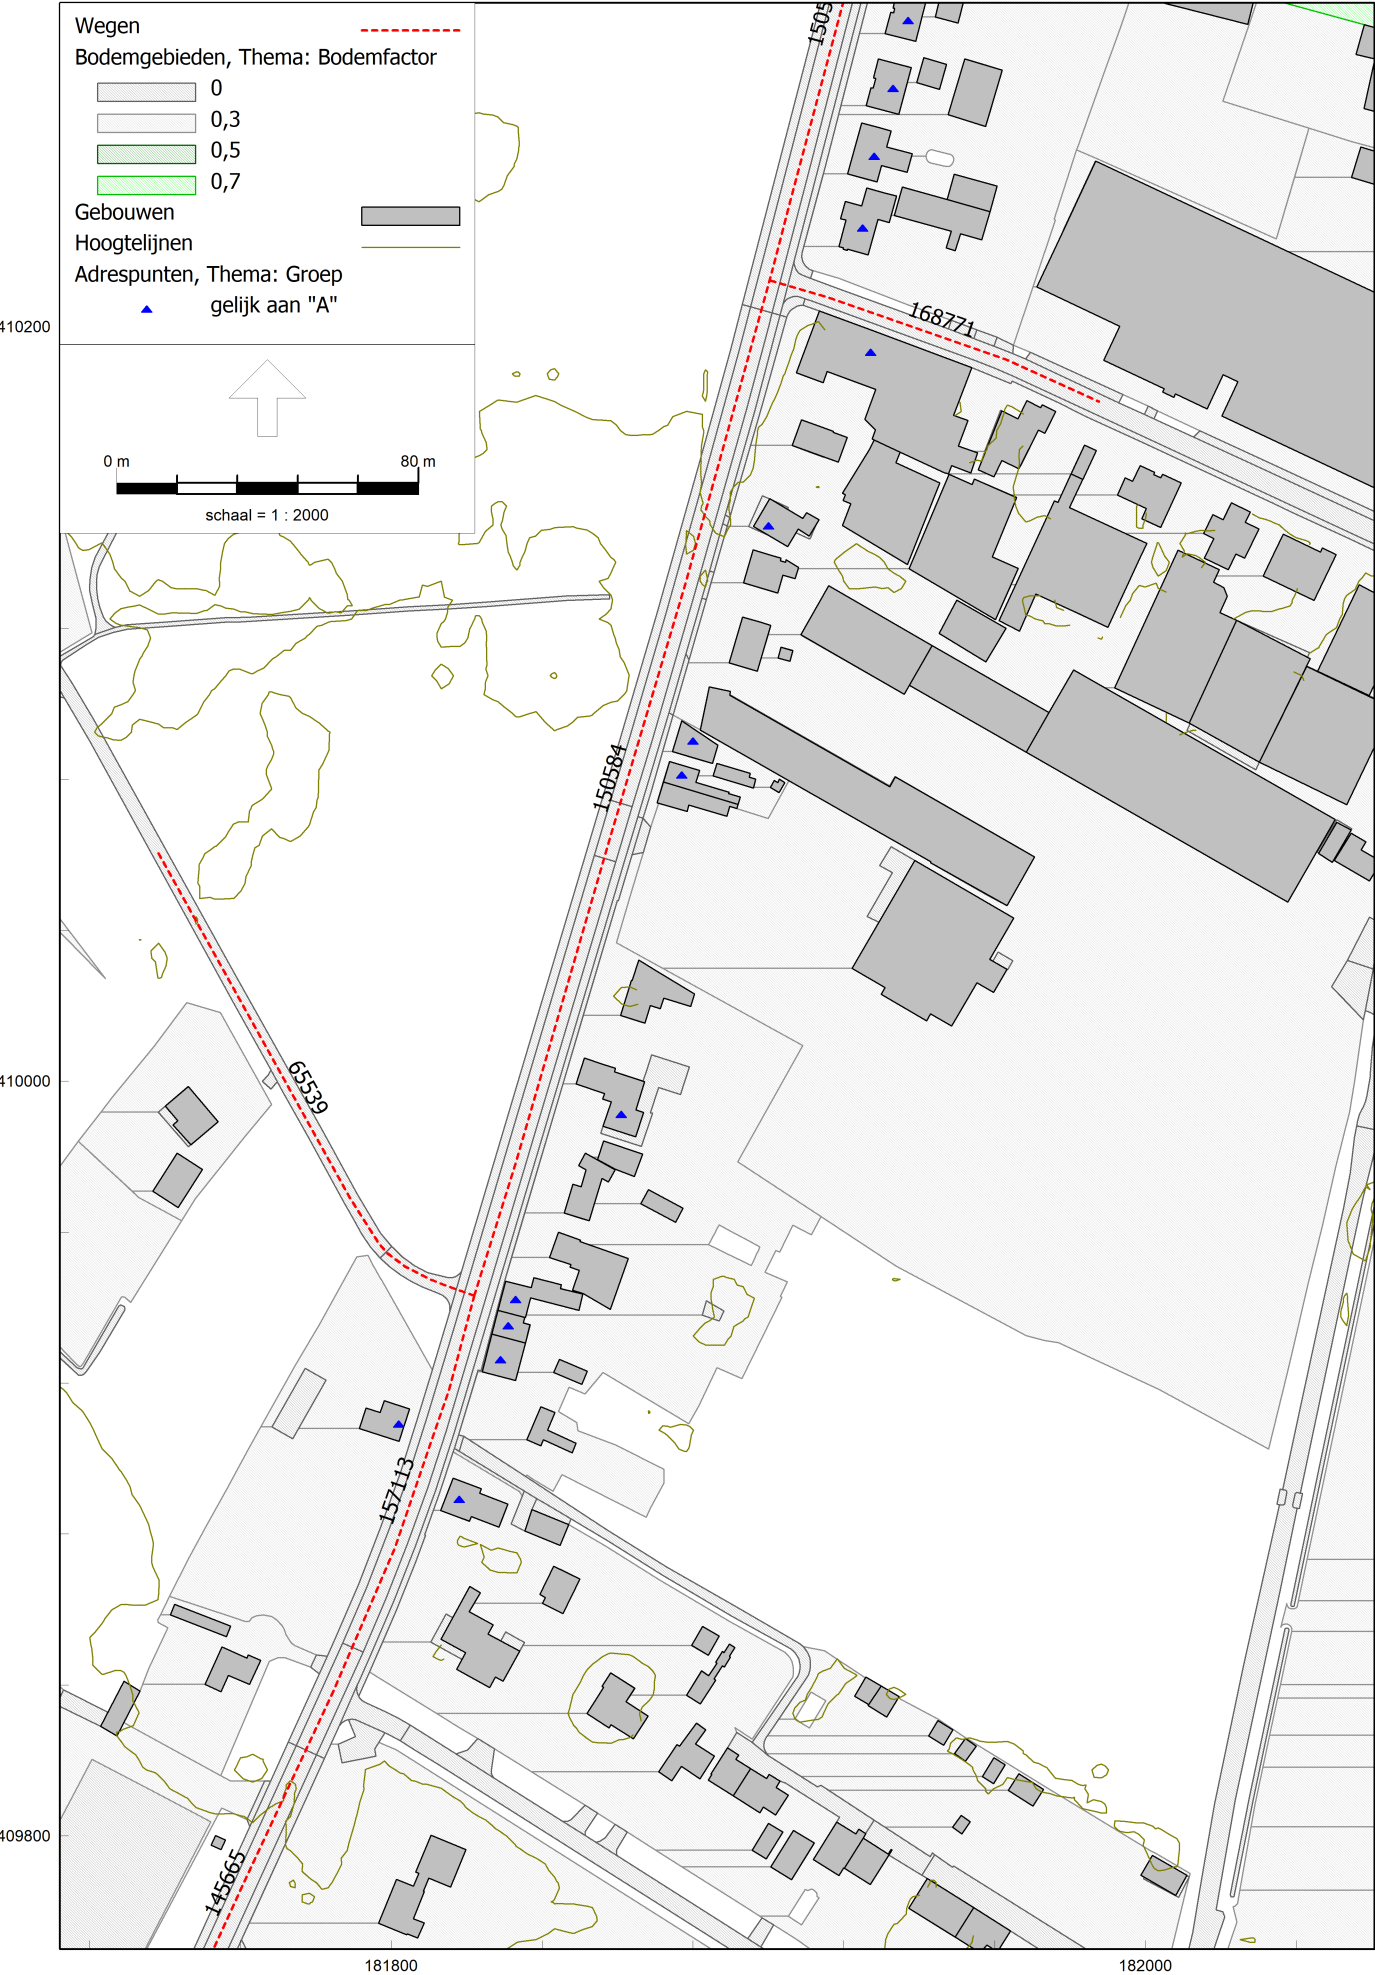 Wegen
Bodemgebieden, Thema: Bodemfactor
0
0,3
0,5
0,7
Gebouwen
Hoogtelijnen
Adrespunten, Thema: Groep
gelijk aan "A"
0 m 80 m
schaal = 1 : 2000
1505
168771
410200
150584
65539
410000
157113
145665
409800
181800 182000